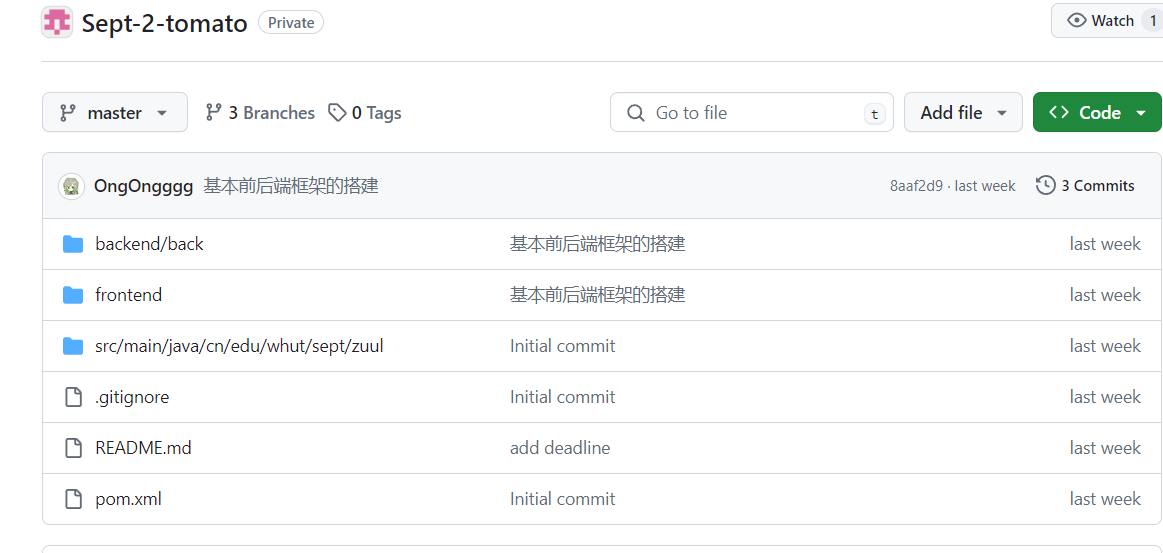 Sept-2-tomato Private Watch 1
master 3 Branches 0 Tags Go to file t Add file Code
OngOngggg 基本前后端框架的搭建 8aaf2d9 · last week 3 Commits
backend/back 基本前后端框架的搭建 last week
frontend 基本前后端框架的搭建 last week
src/main/java/cn/edu/whut/sept/zuul Initial commit last week
.gitignore Initial commit last week
README.md add deadline last week
pom.xml Initial commit last week